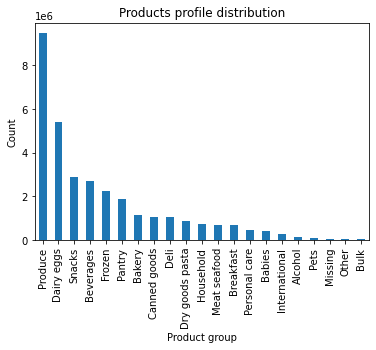 Products profile distribution
1e6
8
6
4
2
0
Count
Produce
Dairy eggs
Snacks
Beverages
Frozen
Pantry
Bakery
Canned goods
Deli
Dry goods pasta
Household
Meat seafood
Breakfast
Personal care
Babies
International
Alcohol
Pets
Missing
Other
Bulk
Product group